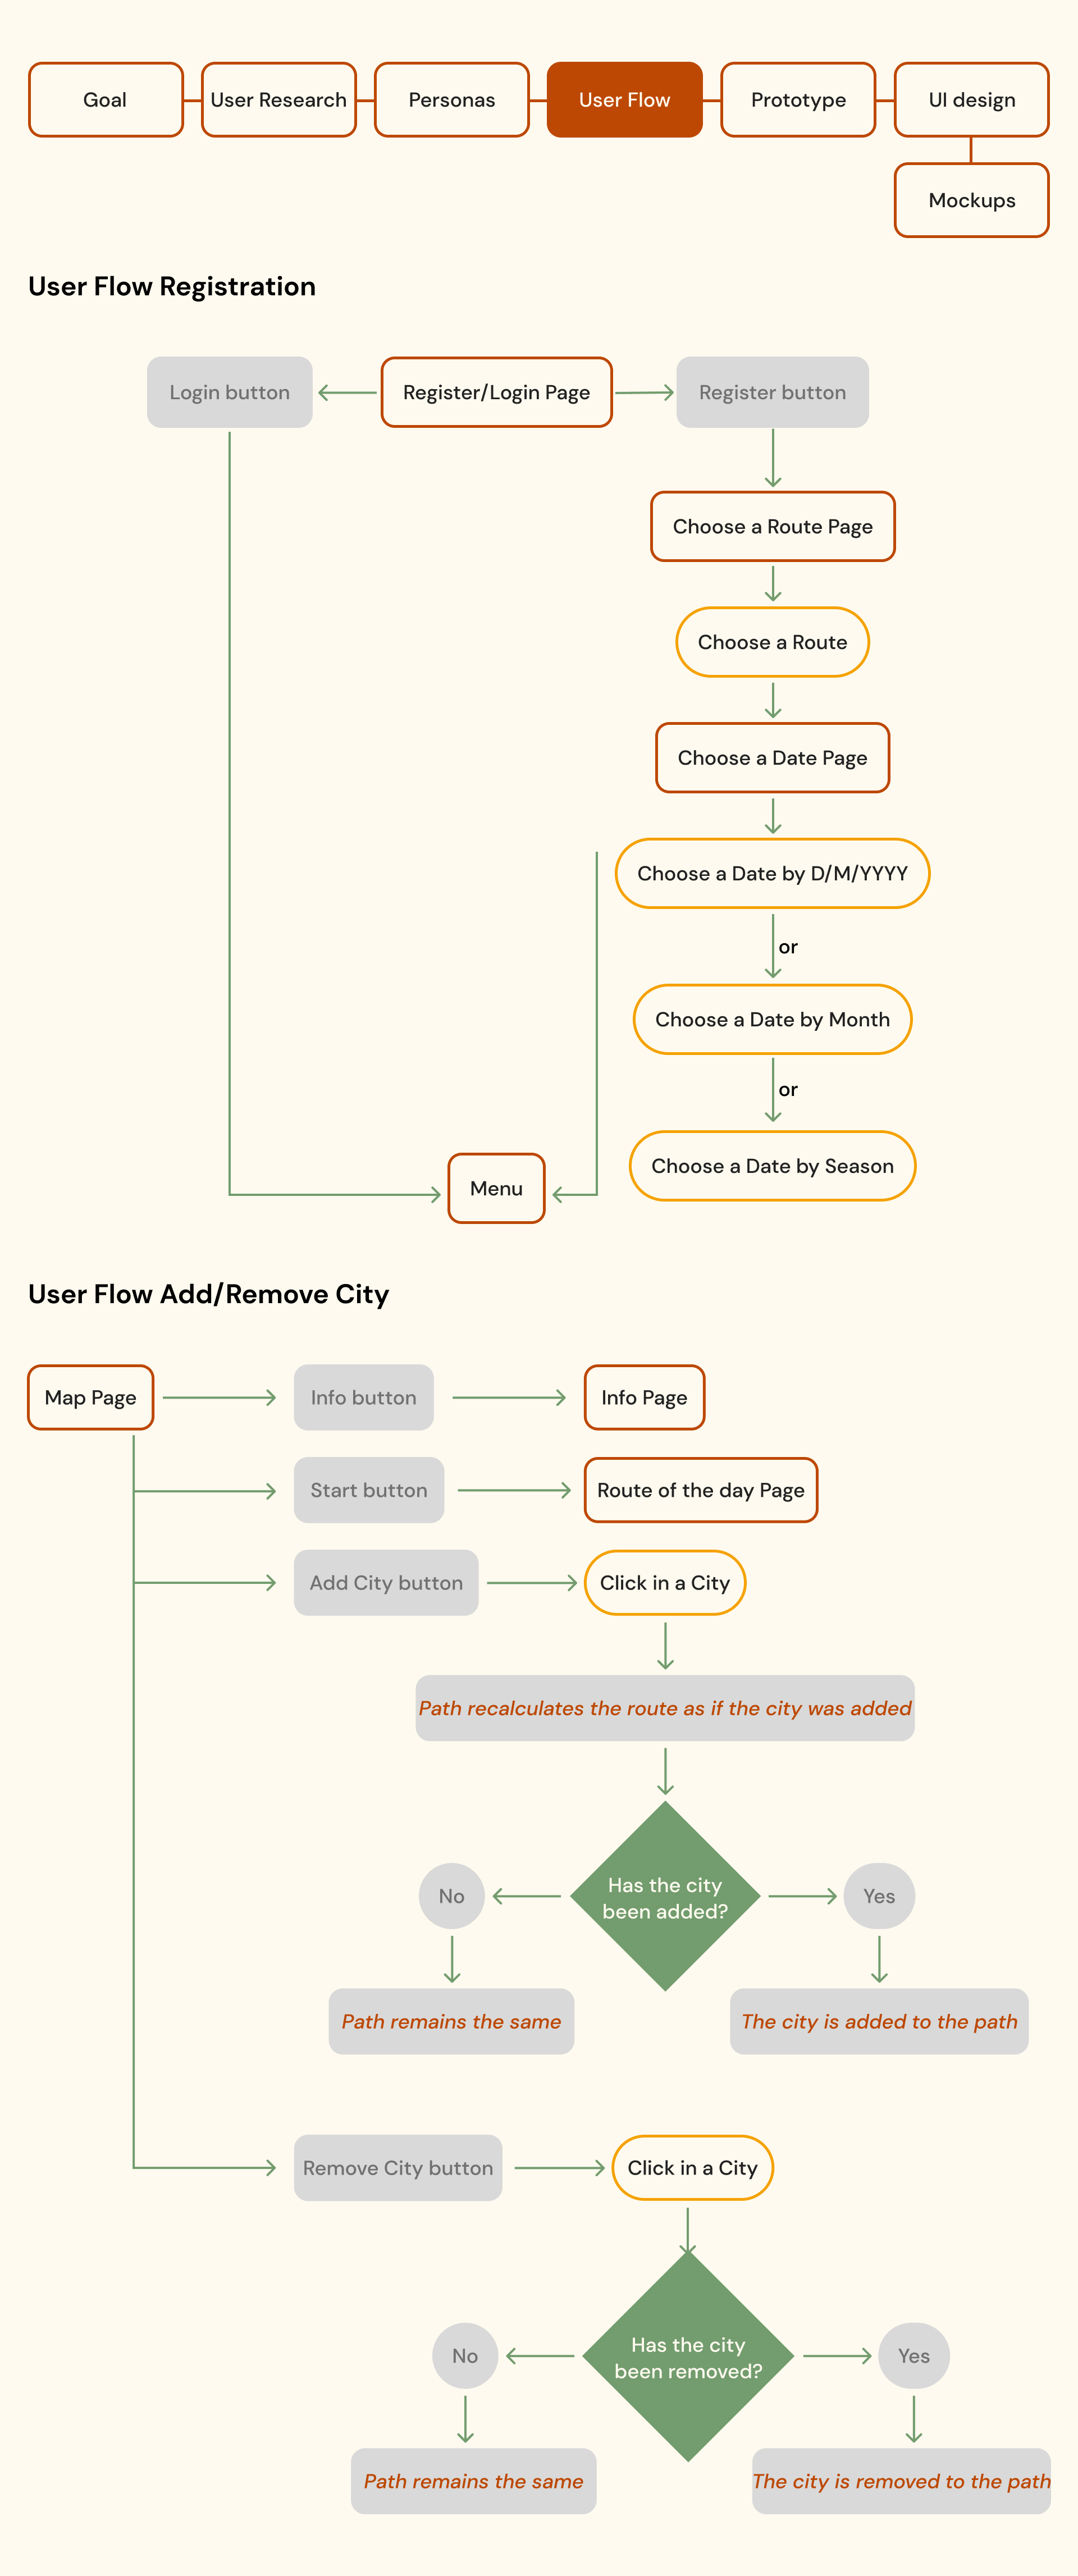 Goal
User Research
Personas
User Flow
Prototype
UI design
Mockups
User Flow Registration
Login button
Register/Login Page
Register button
Choose a Route Page
Choose a Route
Choose a Date Page
Choose a Date by D/M/YYYY
or
Choose a Date by Month
or
Choose a Date by Season
Menu
User Flow Add/Remove City
Map Page
Info button
Info Page
Start button
Route of the day Page
Add City button
Click in a City
Path recalculates the route as if the city was added
Has the city
been added?
No
Yes
Path remains the same
The city is added to the path
Remove City button
Click in a City
Has the city
been removed?
No
Yes
Path remains the same
The city is removed to the path